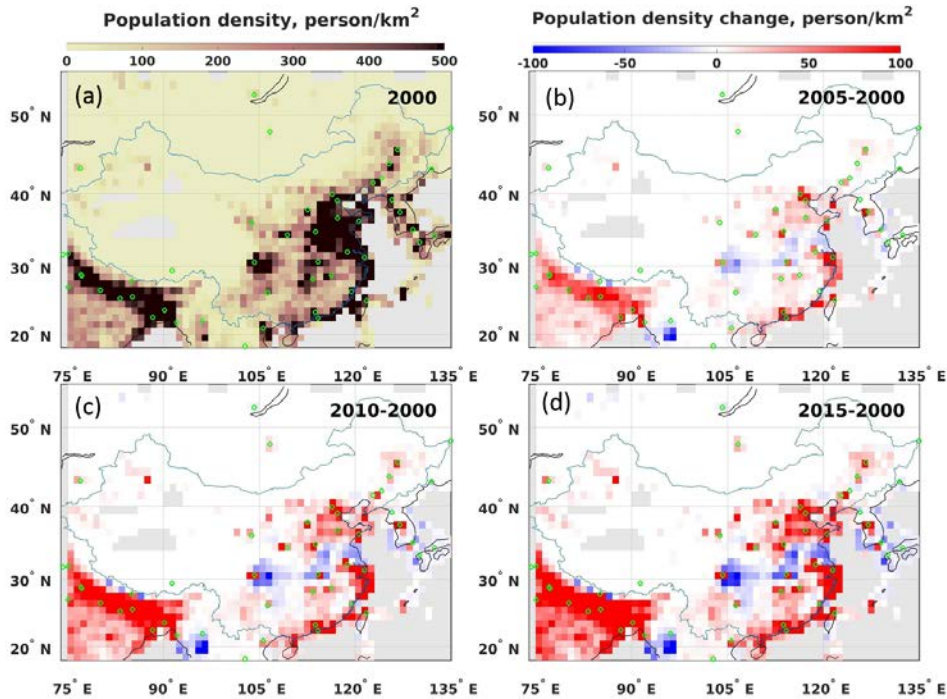 Population density, person/km²
Population density change, person/km²
0 100 200 300 400 500
-100 -50 0 50 100
(a)
2000
50° N
40° N
30° N
20° N
(b)
2005-2000
50° N
40° N
30° N
20° N
75° E 90° E 105° E 120° E 135° E
75° E 90° E 105° E 120° E 135° E
(c)
2010-2000
50° N
40° N
30° N
20° N
(d)
2015-2000
50° N
40° N
30° N
20° N
75° E 90° E 105° E 120° E 135° E
75° E 90° E 105° E 120° E 135° E